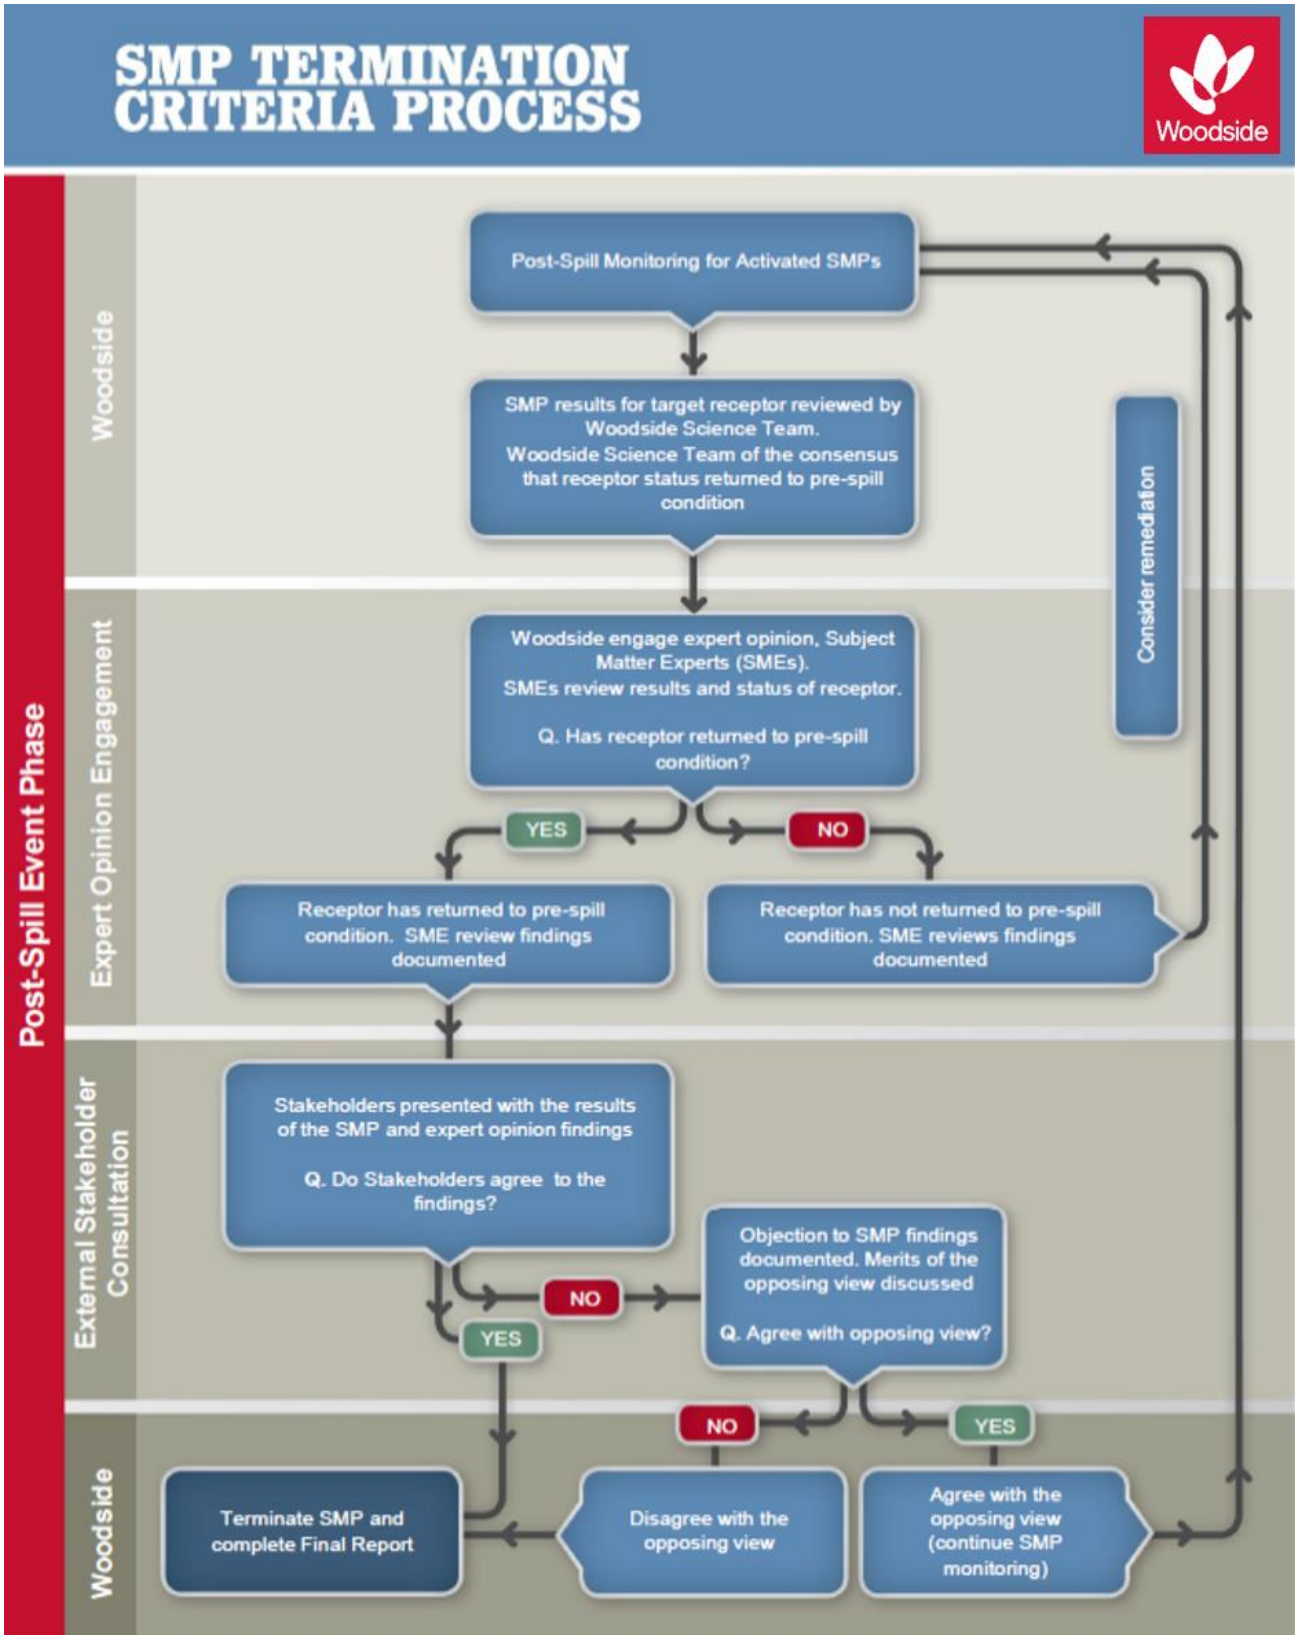 SMP TERMINATION
CRITERIA PROCESS
Woodside
Post-Spill Event Phase
Woodside
Post-Spill Monitoring for Activated SMPs
SMP results for target receptor reviewed by
Woodside Science Team.
Woodside Science Team of the consensus
that receptor status returned to pre-spill
condition
Consider remediation
Expert Opinion Engagement
Woodside engage expert opinion, Subject
Matter Experts (SMEs).
SMEs review results and status of receptor.
Q. Has receptor returned to pre-spill
condition?
YES
NO
Receptor has returned to pre-spill
condition. SME review findings
documented
Receptor has not returned to pre-spill
condition. SME reviews findings
documented
External Stakeholder
Consultation
Stakeholders presented with the results
of the SMP and expert opinion findings
Q. Do Stakeholders agree to the
findings?
NO
YES
Objection to SMP findings
documented. Merits of the
opposing view discussed
Q. Agree with opposing view?
NO
YES
Woodside
Terminate SMP and
complete Final Report
Disagree with the
opposing view
Agree with the
opposing view
(continue SMP
monitoring)